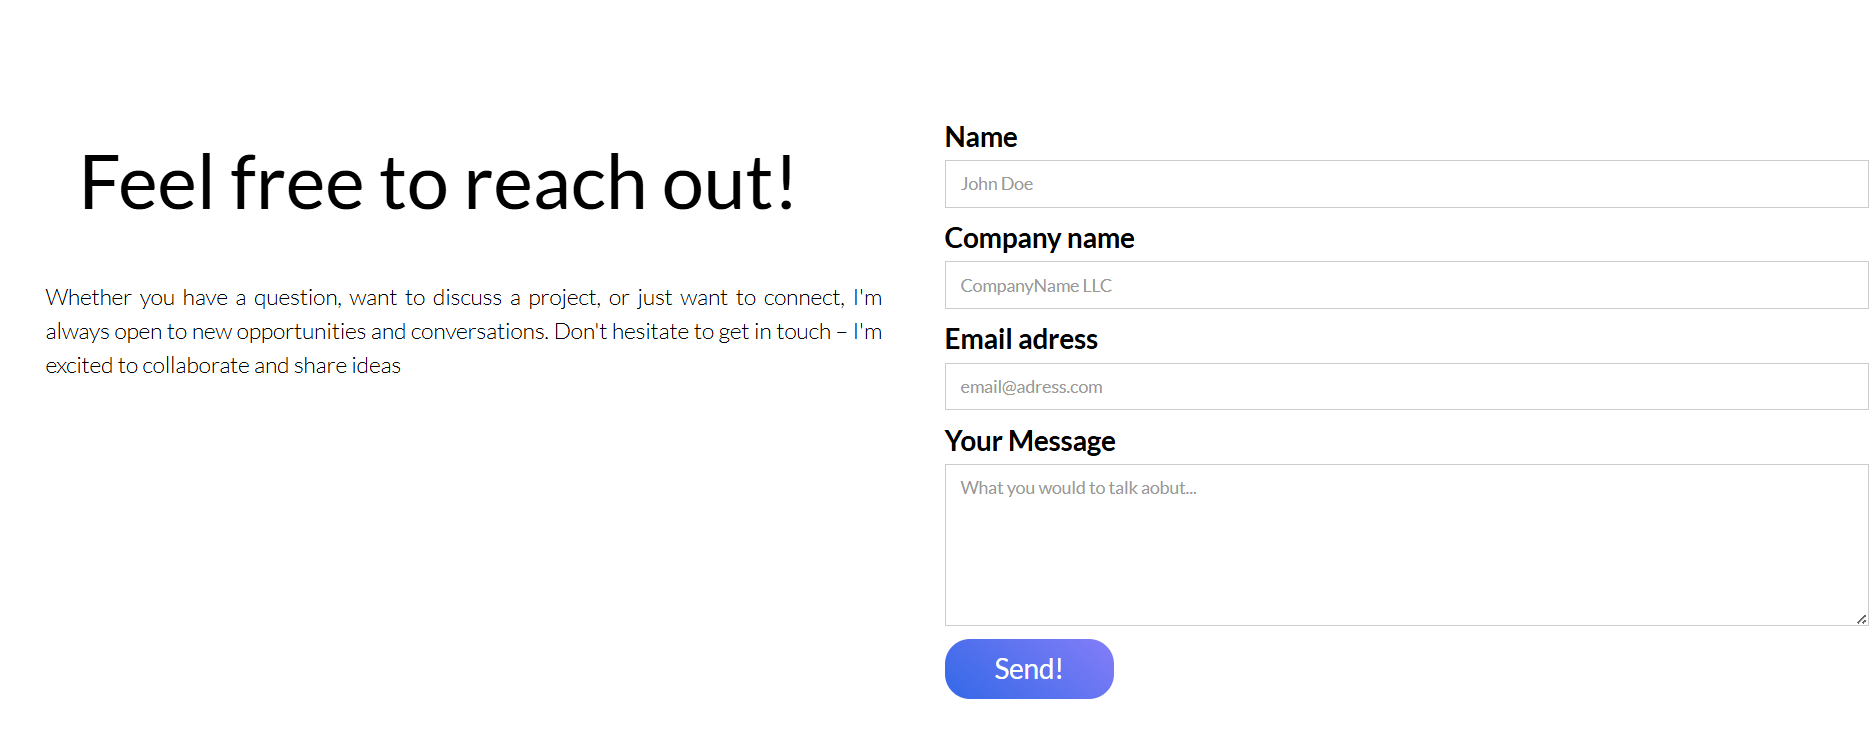 Feel free to reach out!
Whether you have a question, want to discuss a project, or just want to connect, I'm
always open to new opportunities and conversations. Don't hesitate to get in touch – I'm
excited to collaborate and share ideas
Name
John Doe
Company name
CompanyName LLC
Email adress
email@adress.com
Your Message
What you would to talk aobut...
Send!